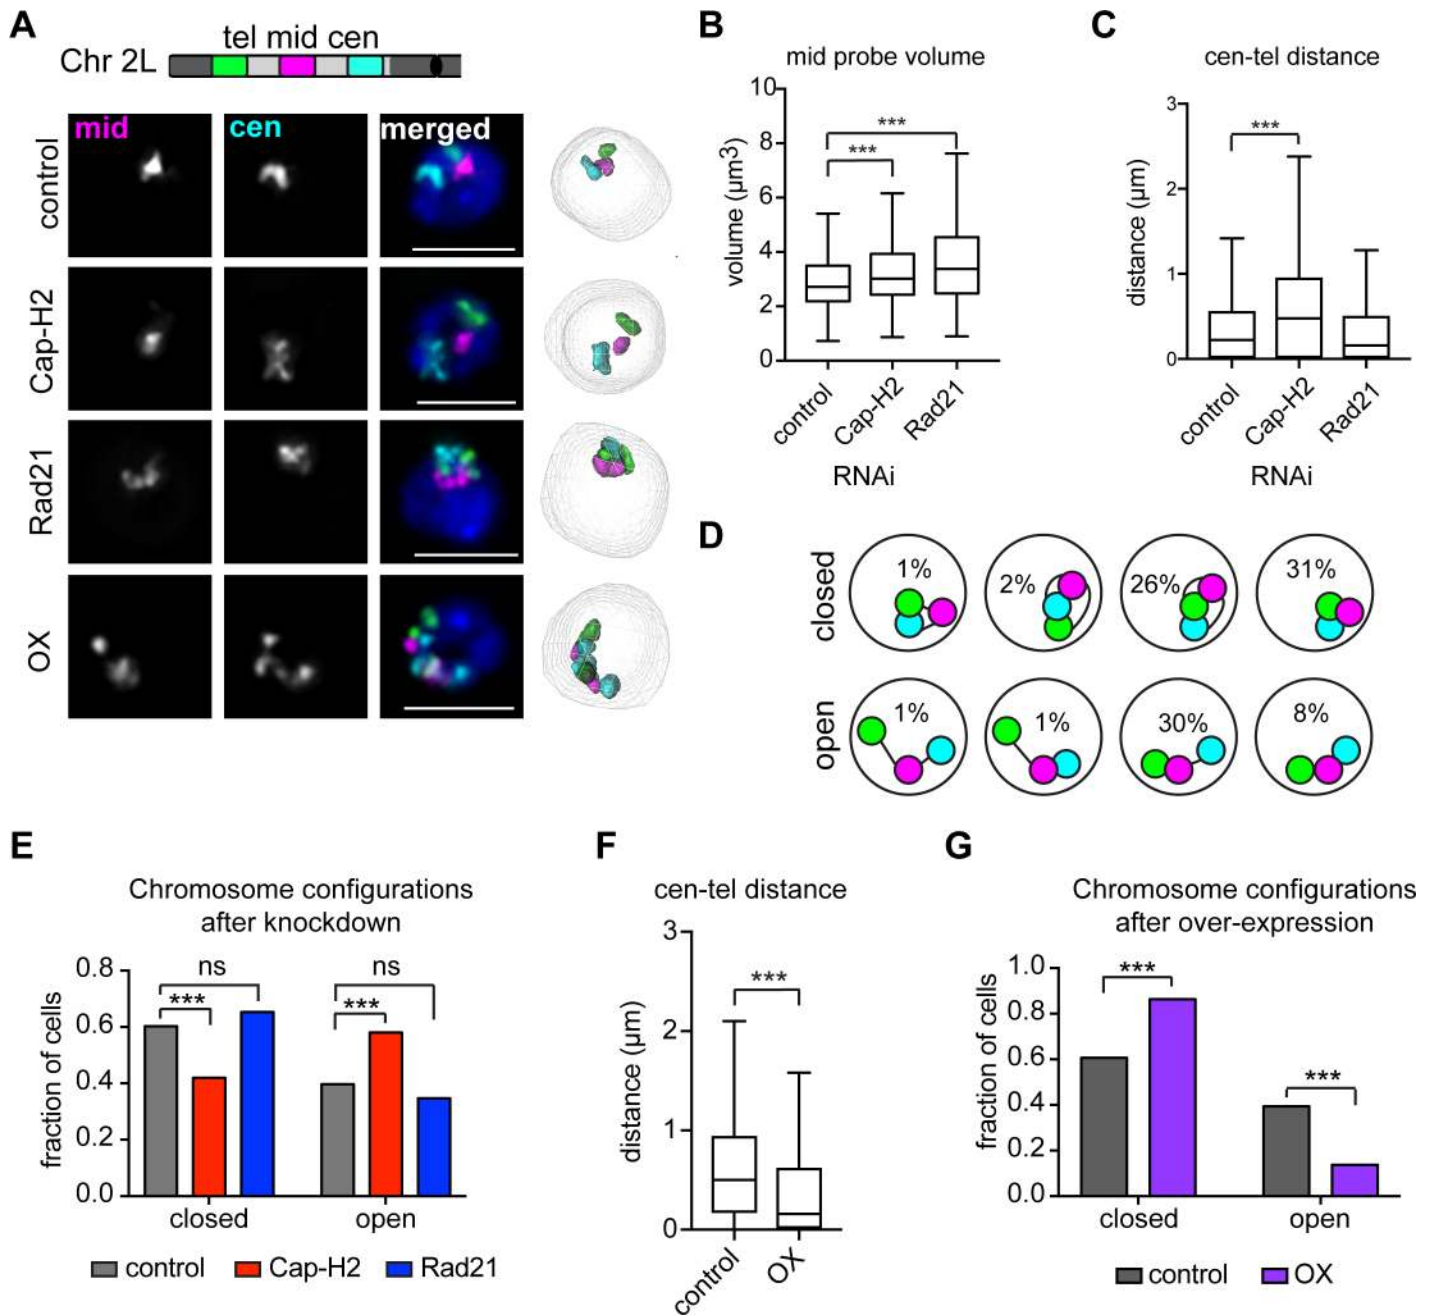 A
tel mid cen
Chr 2L
mid
cen
merged
control
Cap-H2
Rad21
OX
B
mid probe volume
volume (µm3)
10
8
6
4
2
0
***
***
control
Cap-H2
Rad21
RNAi
C
cen-tel distance
distance (µm)
3
2
1
0
***
control
Cap-H2
Rad21
RNAi
D
closed
1%
2%
26%
31%
open
1%
1%
30%
8%
E
Chromosome configurations
after knockdown
fraction of cells
0.8
0.6
0.4
0.2
0.0
ns
***
ns
***
closed
open
control
Cap-H2
Rad21
F
cen-tel distance
distance (µm)
3
2
1
0
***
control
OX
G
Chromosome configurations
after over-expression
fraction of cells
1.0
0.8
0.6
0.4
0.2
0.0
***
***
closed
open
control
OX